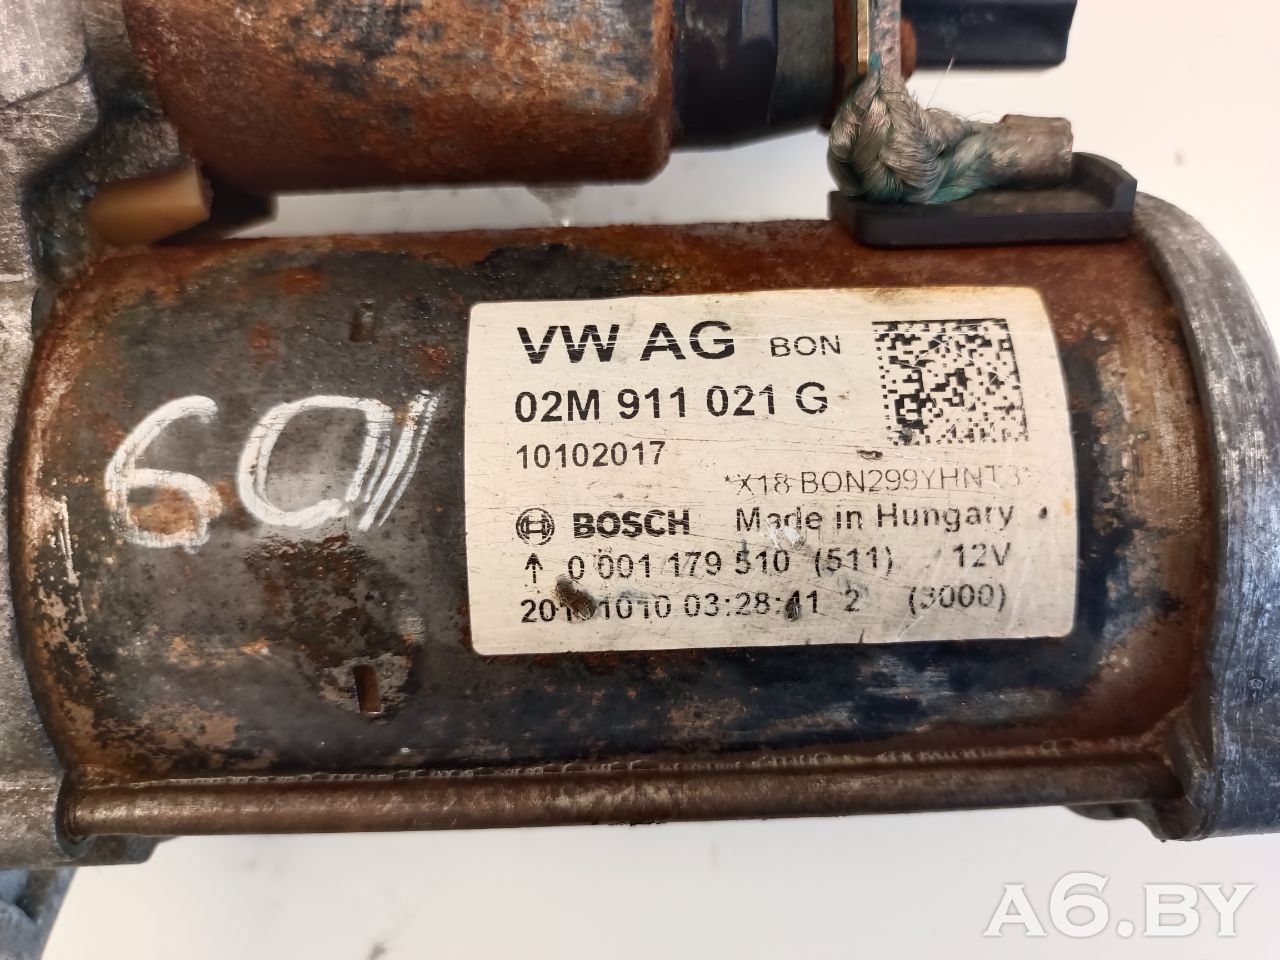 601
VW AG BON
02M 911 021 G
10102017
*X18 BON299YHNT3*
BOSCH Made in Hungary
↑ 0 001 179 510 (511) 12V
03:28:41 2 (3000)
A6.BY